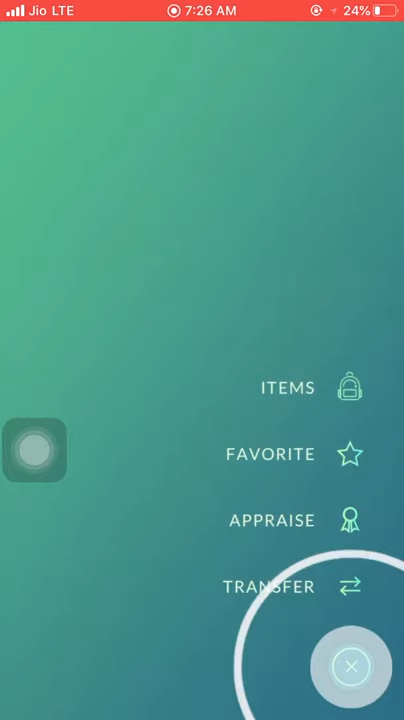 Jio LTE 7:26 AM 24%
ITEMS
FAVORITE
APPRAISE
TRANSFER